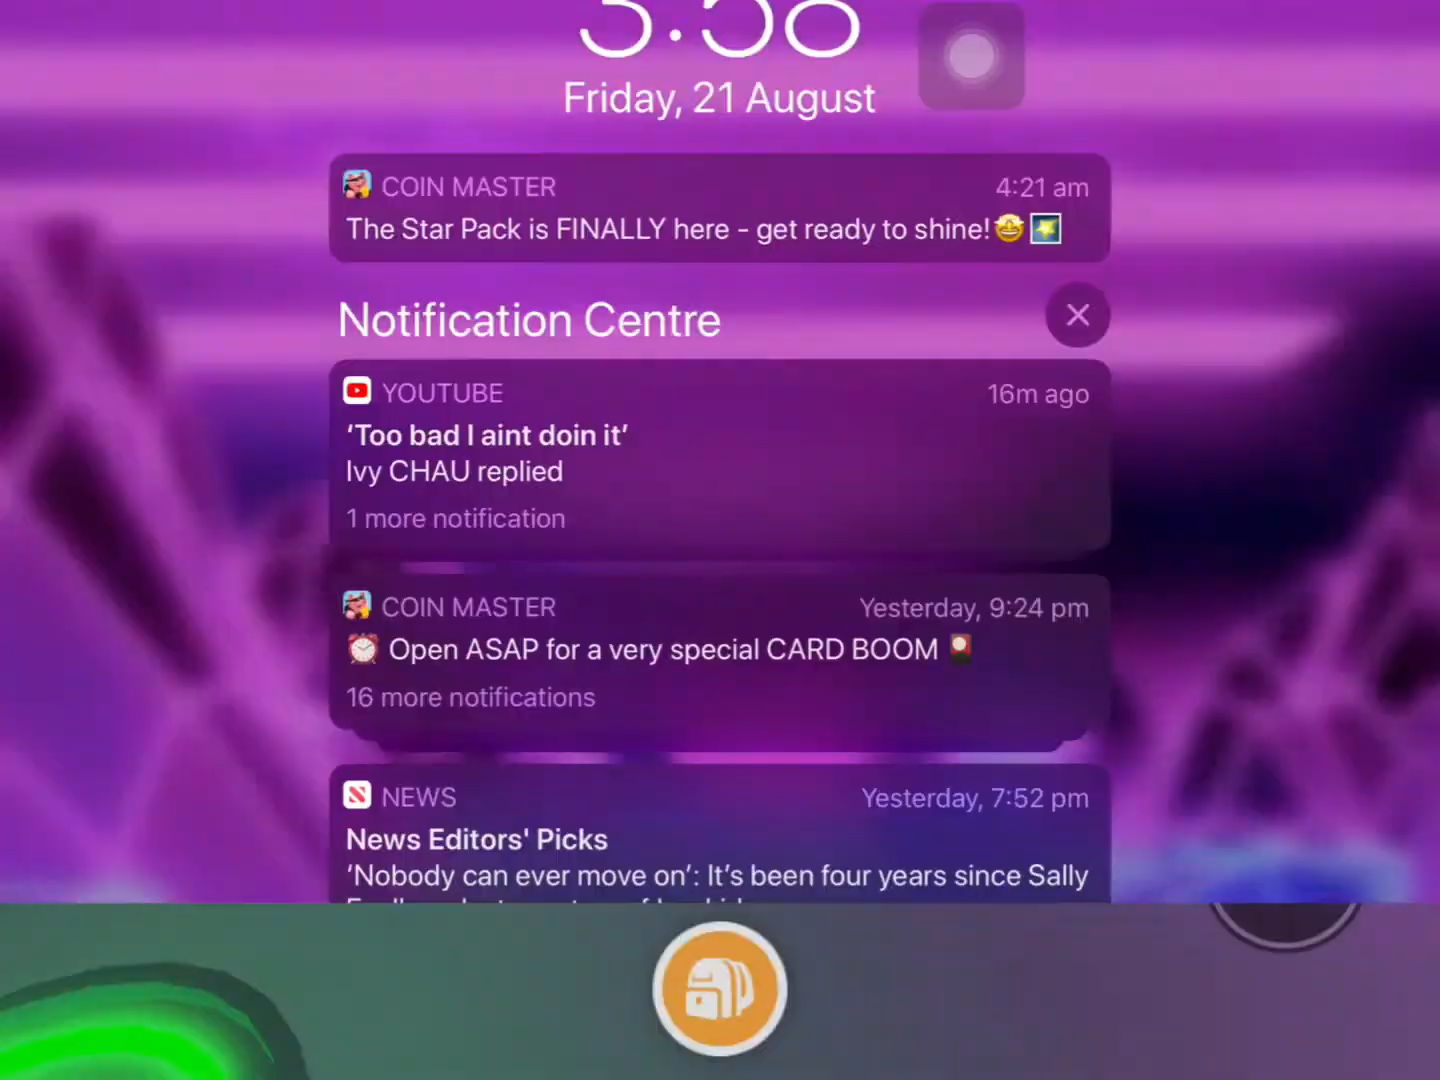 3:58
Friday, 21 August
COIN MASTER 4:21 am
The Star Pack is FINALLY here - get ready to shine!🤩🌠
Notification Centre
YOUTUBE 16m ago
‘Too bad I aint doin it’
Ivy CHAU replied
1 more notification
COIN MASTER Yesterday, 9:24 pm
⏰ Open ASAP for a very special CARD BOOM 🎴
16 more notifications
NEWS Yesterday, 7:52 pm
News Editors' Picks
‘Nobody can ever move on’: It’s been four years since Sally